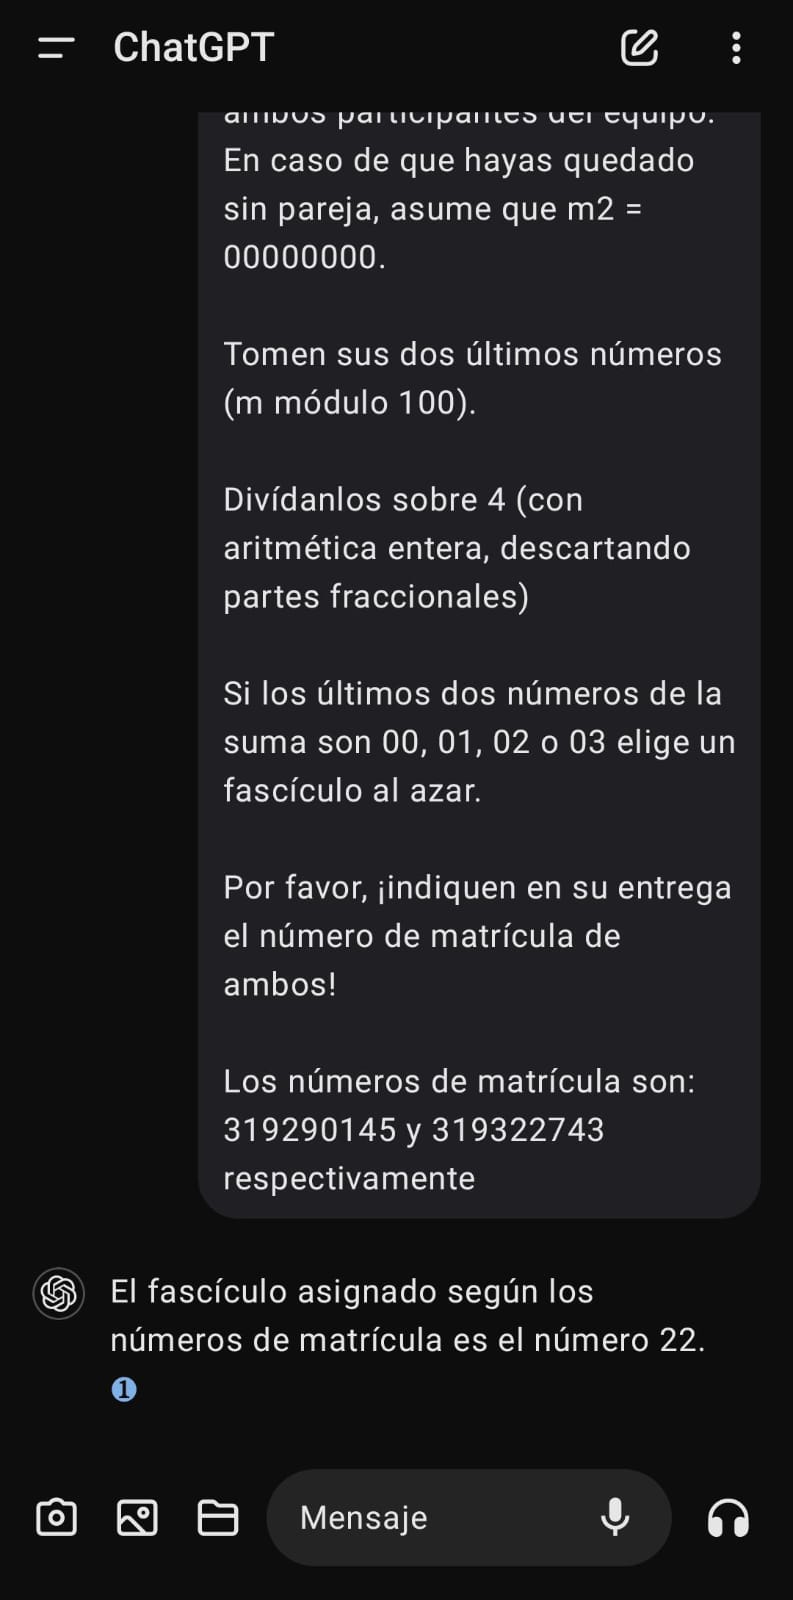 ChatGPT
ambos participantes del equipo.
En caso de que hayas quedado
sin pareja, asume que m2 =
00000000.
Tomen sus dos últimos números
(m módulo 100).
Divídanlos sobre 4 (con
aritmética entera, descartando
partes fraccionales)
Si los últimos dos números de la
suma son 00, 01, 02 o 03 elige un
fascículo al azar.
Por favor, ¡indiquen en su entrega
el número de matrícula de
ambos!
Los números de matrícula son:
319290145 y 319322743
respectivamente
El fascículo asignado según los
números de matrícula es el número 22.
1
Mensaje